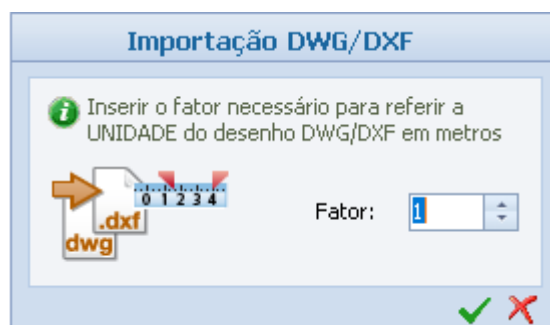 Importação DWG/DXF
Inserir o fator necessário para referir a
UNIDADE do desenho DWG/DXF em metros
0 1 2 3 4
.dxf
dwg
Fator:
1